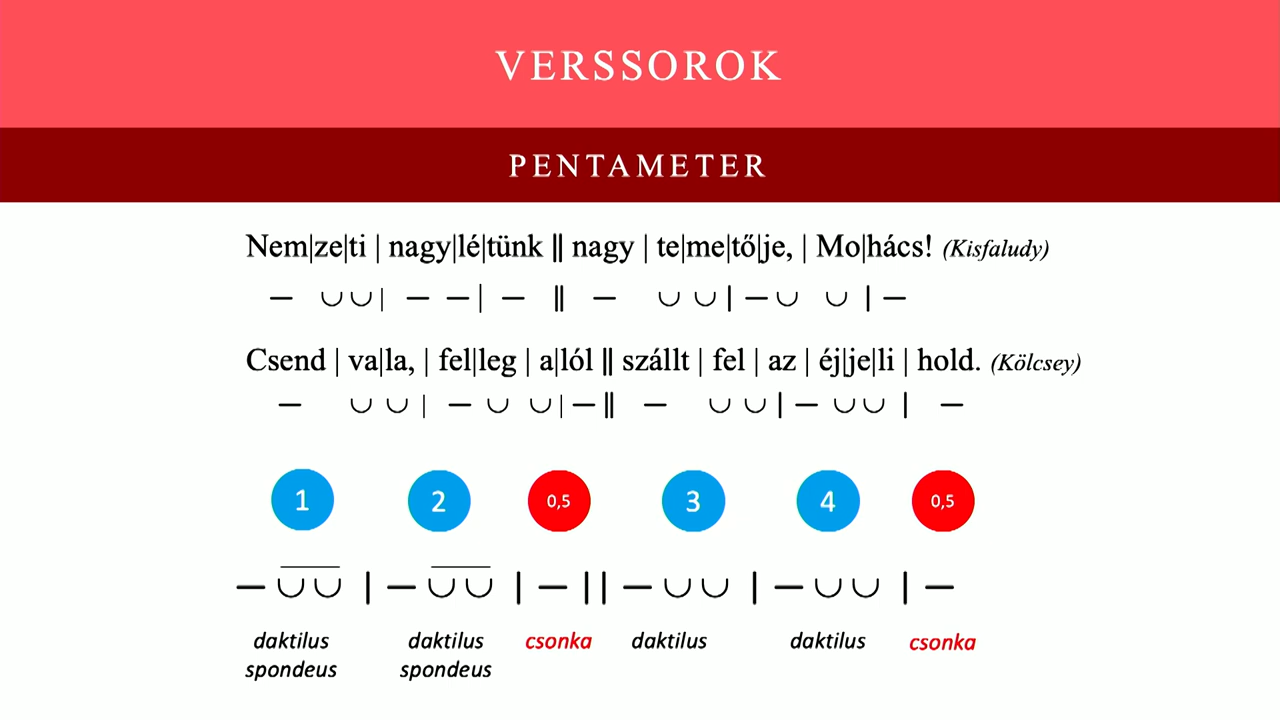 VERSSOROK
PENTAMETER
Nem|ze|ti | nagy|lé|tünk || nagy | te|me|tő|je, | Mo|hács! (Kisfaludy)
— ∪ ∪ | — — | — || — ∪ ∪ | — ∪ ∪ | —
Csend | va|la, | fel|leg | a|lól || szállt | fel | az | éj|je|li | hold. (Kölcsey)
— ∪ ∪ | — ∪ ∪ | — || — ∪ ∪ | — ∪ ∪ | —
1 2 0,5 3 4 0,5
— ∪ ∪ | — ∪ ∪ | — || — ∪ ∪ | — ∪ ∪ | —
daktilus daktilus csonka daktilus daktilus csonka
spondeus spondeus